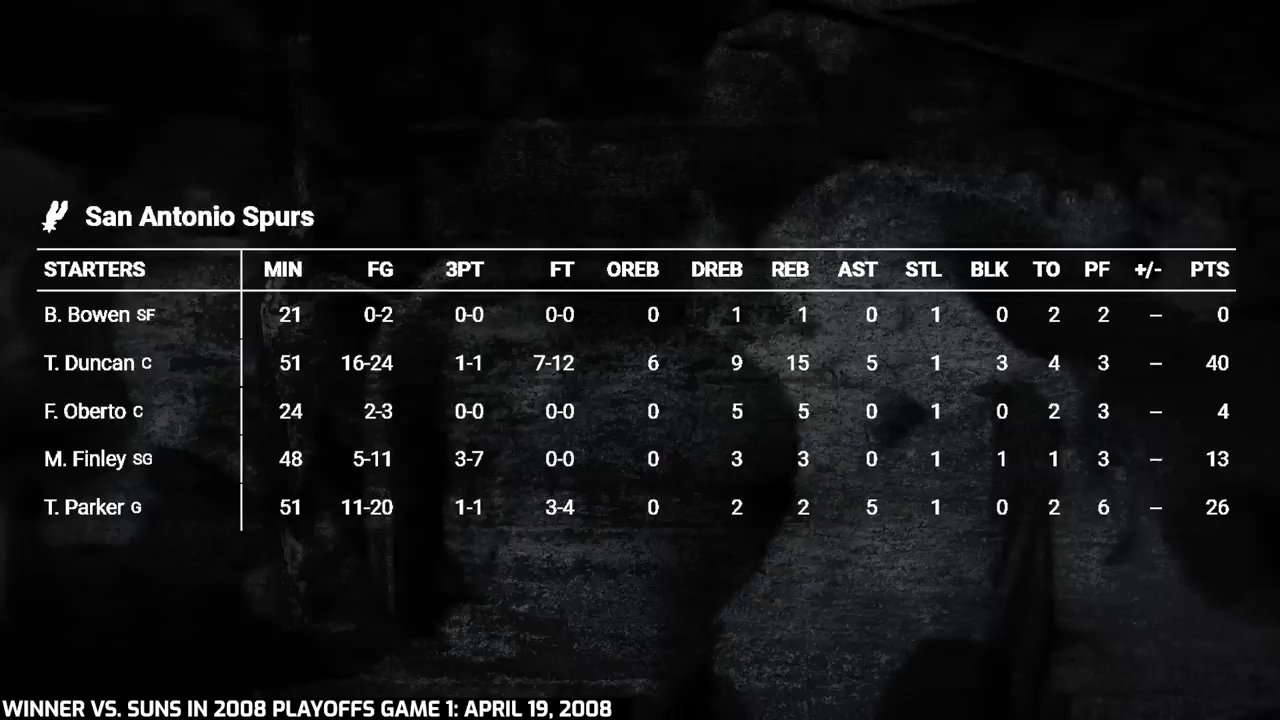 San Antonio Spurs
STARTERS MIN FG 3PT FT OREB DREB REB AST STL BLK TO PF +/- PTS
B. Bowen SF 21 0-2 0-0 0-0 0 1 1 0 1 0 2 2 – 0
T. Duncan C 51 16-24 1-1 7-12 6 9 15 5 1 3 4 3 – 40
F. Oberto C 24 2-3 0-0 0-0 0 5 5 0 1 0 2 3 – 4
M. Finley SG 48 5-11 3-7 0-0 0 3 3 0 1 1 1 3 – 13
T. Parker G 51 11-20 1-1 3-4 0 2 2 5 1 0 2 6 – 26
WINNER VS. SUNS IN 2008 PLAYOFFS GAME 1: APRIL 19, 2008